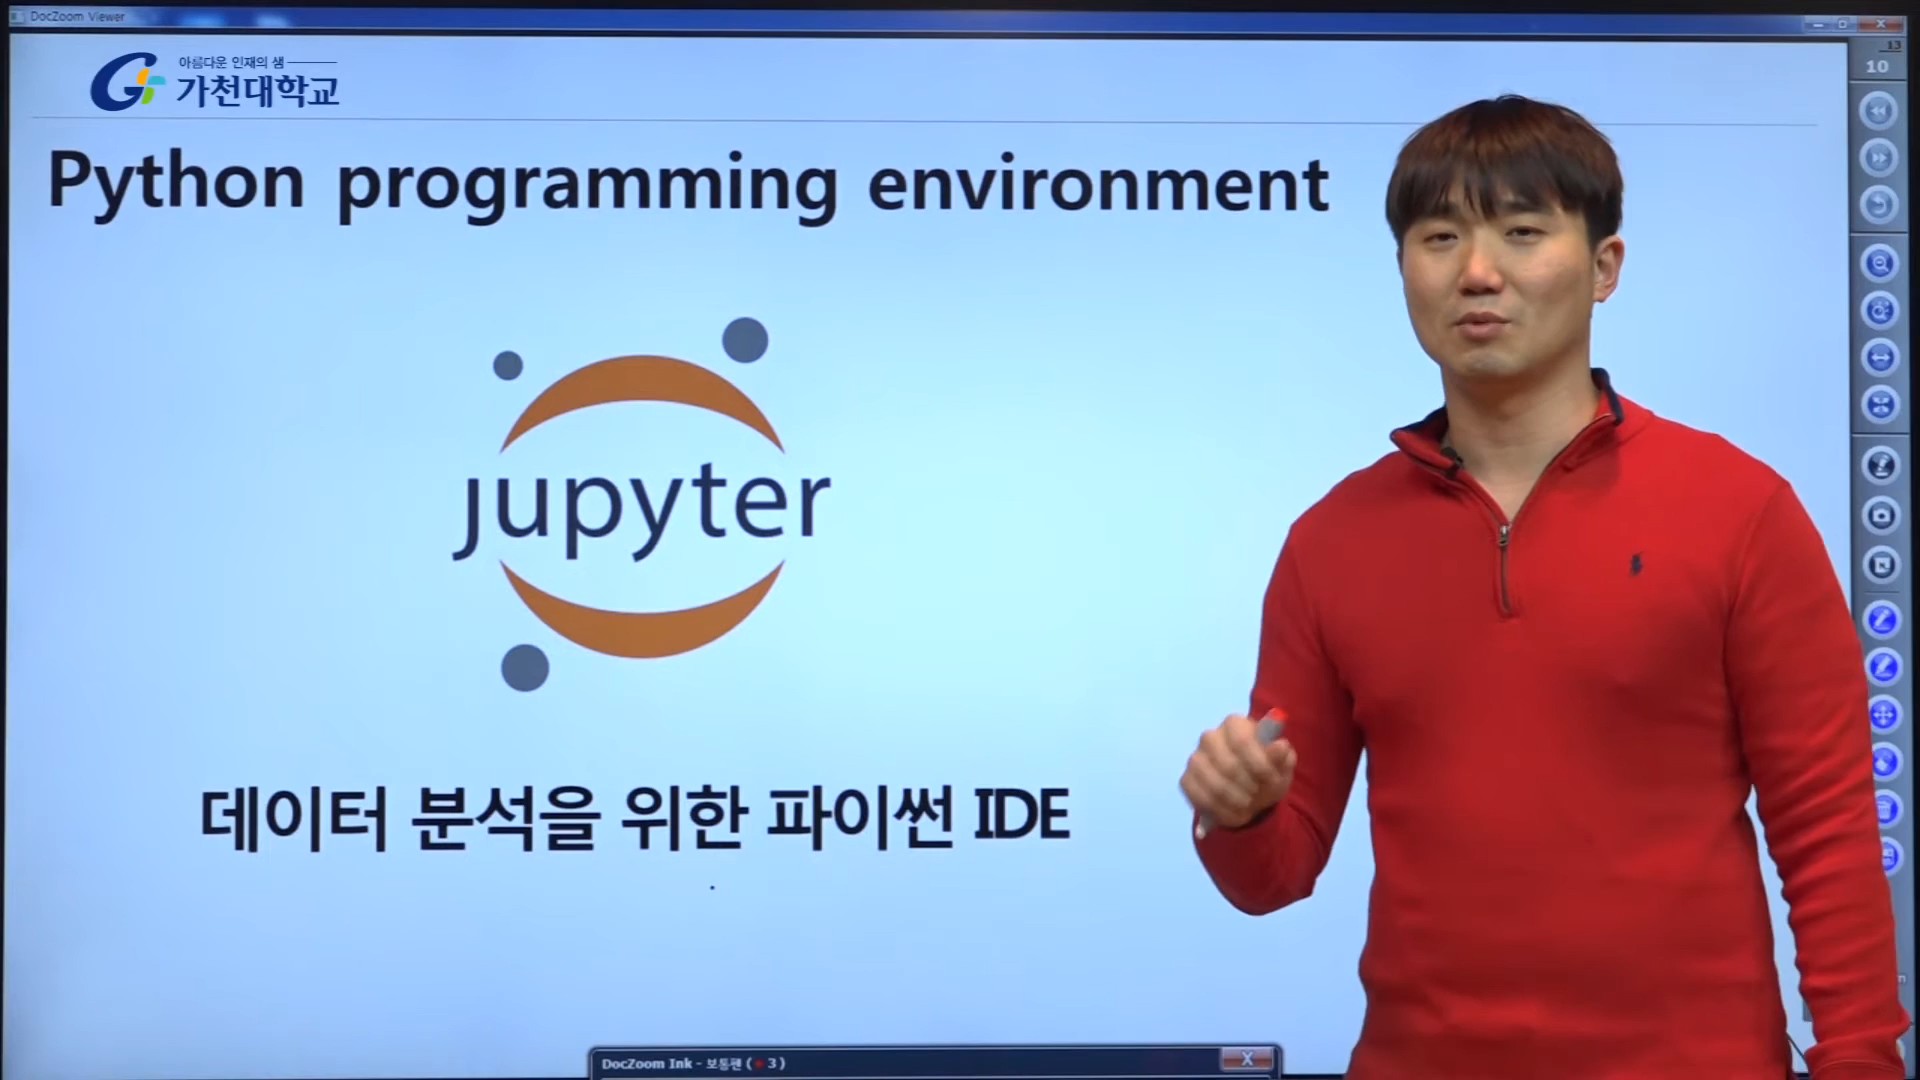 DocZoom Viewer
13
10
아름다운 인재의 샘
가천대학교
Python programming environment
jupyter
데이터 분석을 위한 파이썬 IDE
DocZoom Ink - 보통펜 ( 3 )